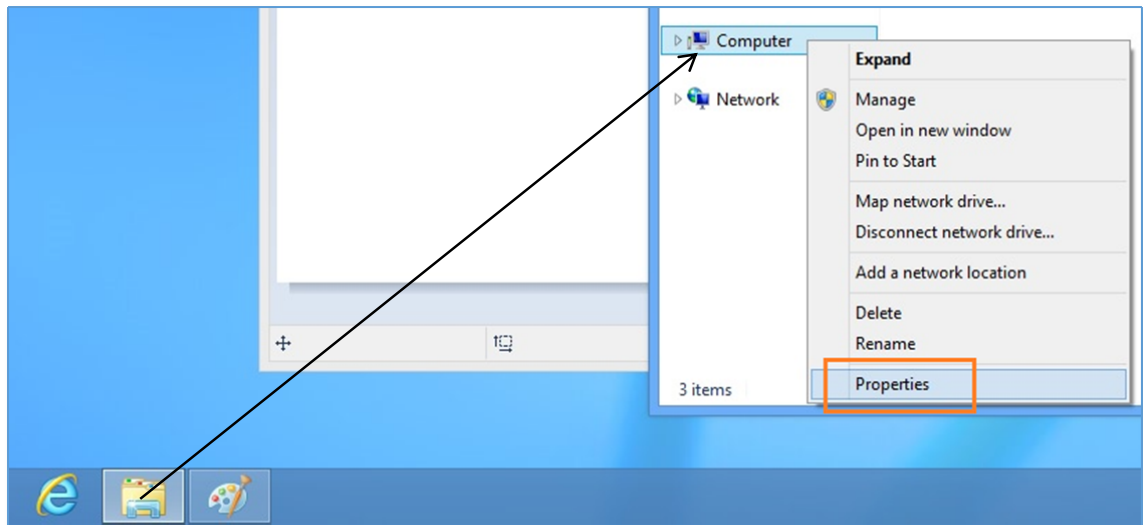 Computer
Expand
Network
Manage
Open in new window
Pin to Start
Map network drive...
Disconnect network drive...
Add a network location
Delete
Rename
3 items
Properties